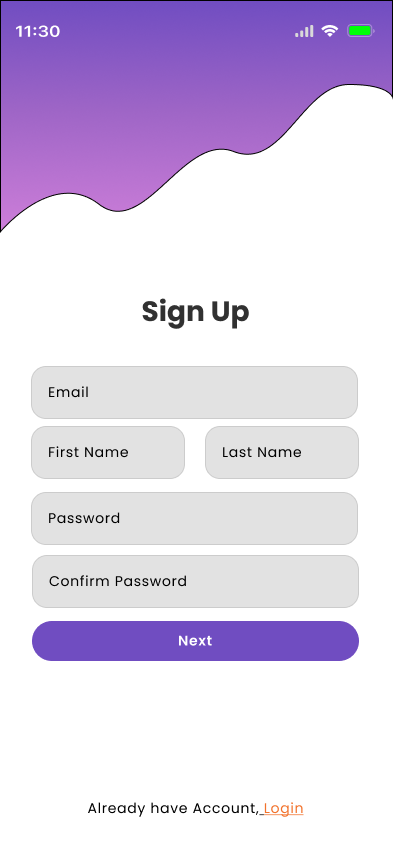 11:30
Sign Up
Email
First Name Last Name
Password
Confirm Password
Next
Already have Account, Login